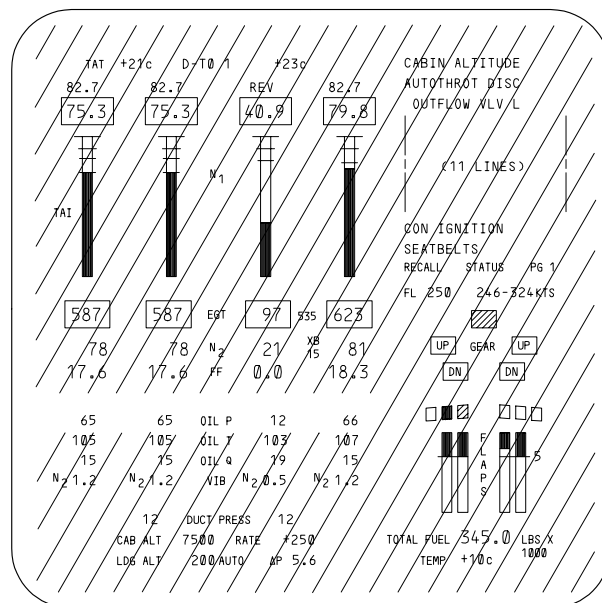 TAT +21c D-TO 1 +23c
82.7 82.7 REV 82.7
75.3 75.3 40.9 79.8
N1
TAI
587 587 EGT 97 535 623
78 78 N2 21 XB 15 81
17.6 17.6 FF 0.0 18.3
65 65 OIL P 12 66
105 105 OIL T 103 107
15 15 OIL Q 19 15
N2 1.2 N2 1.2 VIB N2 0.5 N2 1.2
12 DUCT PRESS 12
CAB ALT 7500 RATE +250
LDG ALT 200 AUTO ΔP 5.6
CABIN ALTITUDE
AUTOTHROT DISC
OUTFLOW VLV L
(11 LINES)
CON IGNITION
SEATBELTS
RECALL STATUS PG 1
FL 250 246-324KTS
UP GEAR UP
DN DN
FLAPS
5
TOTAL FUEL 345.0 LBS X 1000
TEMP +10c